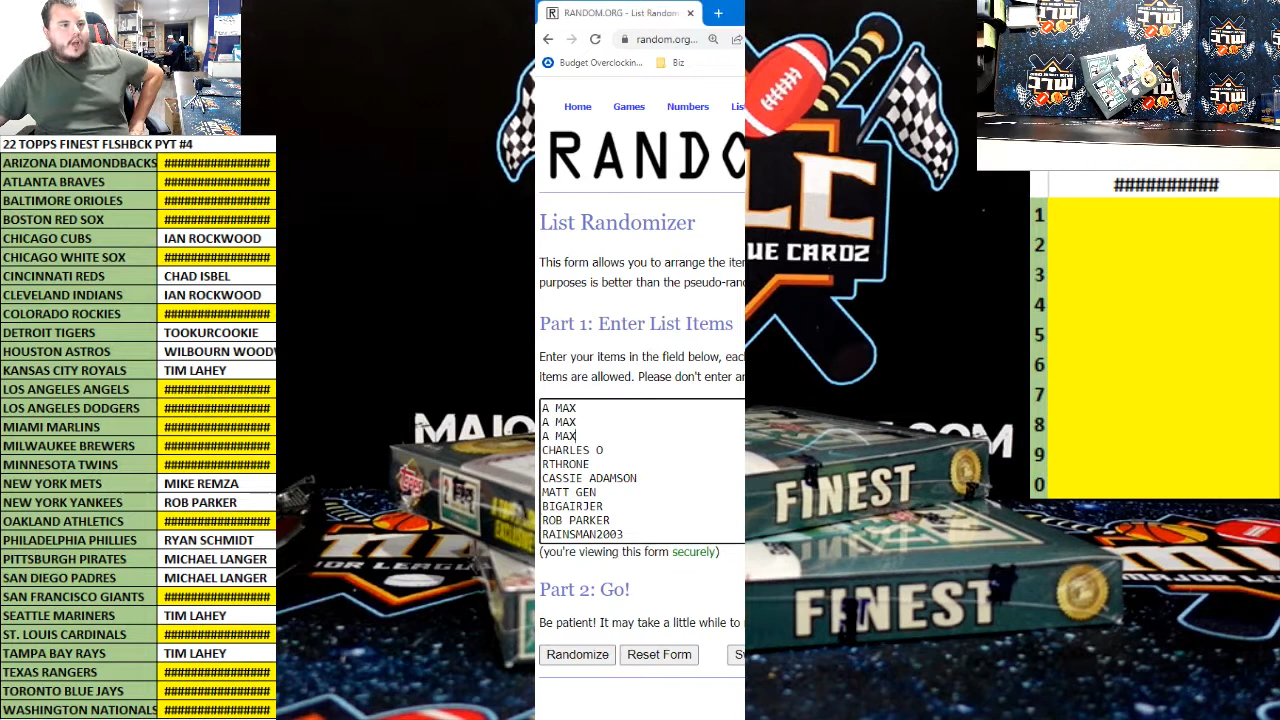 22 TOPPS FINEST FLSHBCK PYT #4
ARIZONA DIAMONDBACKS ################
ATLANTA BRAVES ################
BALTIMORE ORIOLES ################
BOSTON RED SOX ################
CHICAGO CUBS IAN ROCKWOOD
CHICAGO WHITE SOX ################
CINCINNATI REDS CHAD ISBEL
CLEVELAND INDIANS IAN ROCKWOOD
COLORADO ROCKIES ################
DETROIT TIGERS TOOKURCOOKIE
HOUSTON ASTROS WILBOURN WOOD
KANSAS CITY ROYALS TIM LAHEY
LOS ANGELES ANGELS ################
LOS ANGELES DODGERS ################
MIAMI MARLINS ################
MILWAUKEE BREWERS ################
MINNESOTA TWINS ################
NEW YORK METS MIKE REMZA
NEW YORK YANKEES ROB PARKER
OAKLAND ATHLETICS ################
PHILADELPHIA PHILLIES RYAN SCHMIDT
PITTSBURGH PIRATES MICHAEL LANGER
SAN DIEGO PADRES MICHAEL LANGER
SAN FRANCISCO GIANTS ################
SEATTLE MARINERS TIM LAHEY
ST. LOUIS CARDINALS ################
TAMPA BAY RAYS TIM LAHEY
TEXAS RANGERS ################
TORONTO BLUE JAYS ################
WASHINGTON NATIONALS ################
RANDOM.ORG - List Random
random.org...
Budget Overclockin... Biz
Home Games Numbers Lis
RANDO
List Randomizer
This form allows you to arrange the ite
purposes is better than the pseudo-ran
Part 1: Enter List Items
Enter your items in the field below, eac
items are allowed. Please don't enter a
A MAX
A MAX
A MAX
CHARLES O
RTHRONE
CASSIE ADAMSON
MATT GEN
BIGAIRJER
ROB PARKER
RAINSMAN2003
(you're viewing this form securely)
Part 2: Go!
Be patient! It may take a little while to
Randomize Reset Form
LC
UE CARDZ
MAJO
.COM
FINEST
FINEST
##########
1
2
3
4
5
6
7
8
9
0